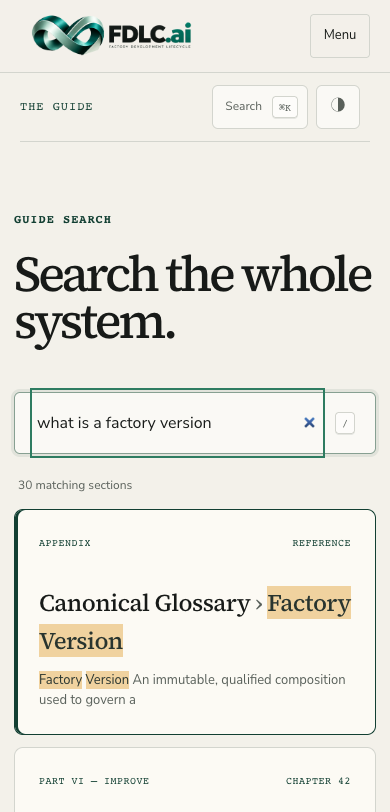 FDLC.ai
FACTORY DEVELOPMENT LIFECYCLE
Menu
THE GUIDE
Search ⌘K
GUIDE SEARCH
Search the whole
system.
what is a factory version
/
30 matching sections
APPENDIX
REFERENCE
Canonical Glossary › Factory
Version
Factory Version An immutable, qualified composition
used to govern a
PART VI — IMPROVE
CHAPTER 42